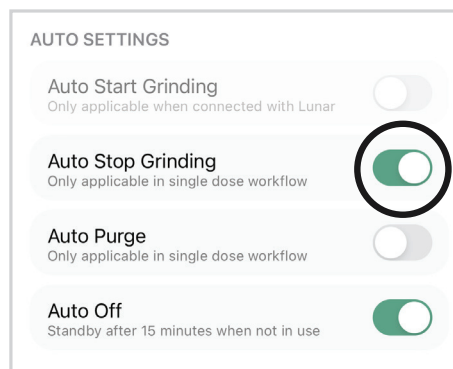 AUTO SETTINGS
Auto Start Grinding
Only applicable when connected with Lunar
Auto Stop Grinding
Only applicable in single dose workflow
Auto Purge
Only applicable in single dose workflow
Auto Off
Standby after 15 minutes when not in use